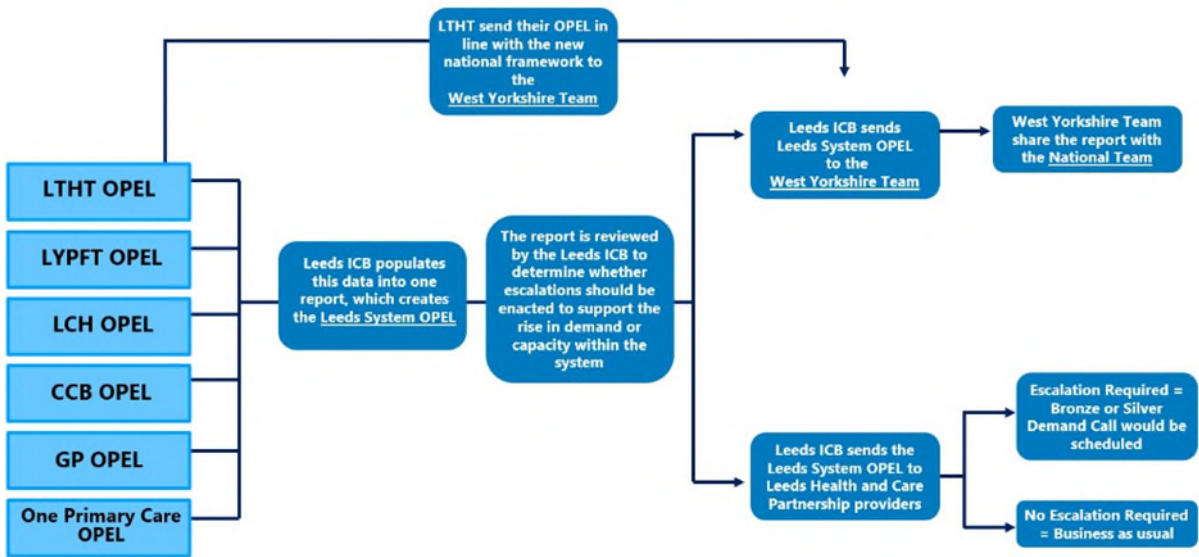 LTHT send their OPEL in
line with the new
national framework to
the
West Yorkshire Team
LTHT OPEL
LYPFT OPEL
LCH OPEL
CCB OPEL
GP OPEL
One Primary Care
OPEL
Leeds ICB populates
this data into one
report, which creates
the Leeds System OPEL
The report is reviewed
by the Leeds ICB to
determine whether
escalations should be
enacted to support the
rise in demand or
capacity within the
system
Leeds ICB sends
Leeds System OPEL
to the
West Yorkshire Team
West Yorkshire Team
share the report with
the National Team
Leeds ICB sends the
Leeds System OPEL to
Leeds Health and Care
Partnership providers
Escalation Required =
Bronze or Silver
Demand Call would be
scheduled
No Escalation Required
= Business as usual